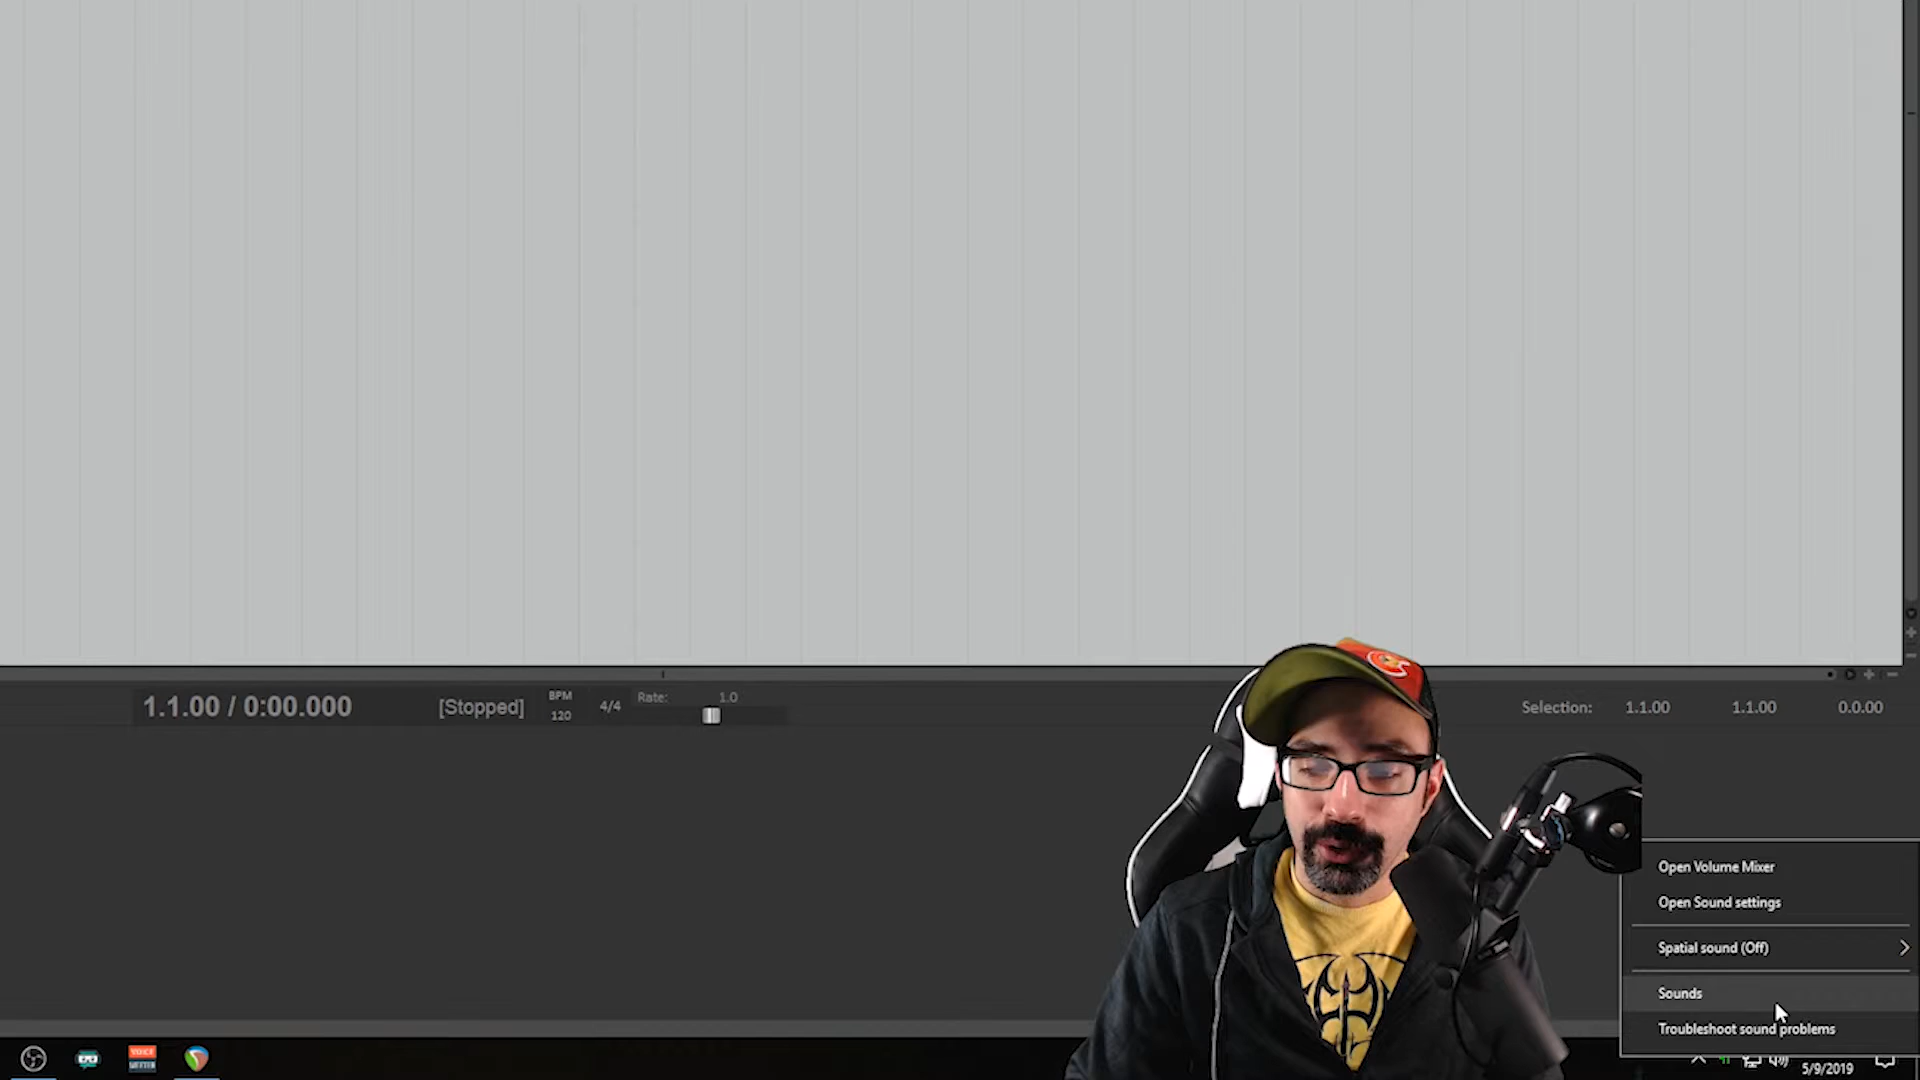 1.1.00 / 0:00.000
[Stopped]
BPM
120
4/4
Rate:
1.0
Selection:
1.1.00
1.1.00
0.0.00
Open Volume Mixer
Open Sound settings
Spatial sound (Off)
Sounds
Troubleshoot sound problems
VOICE
MEETER
5/9/2019